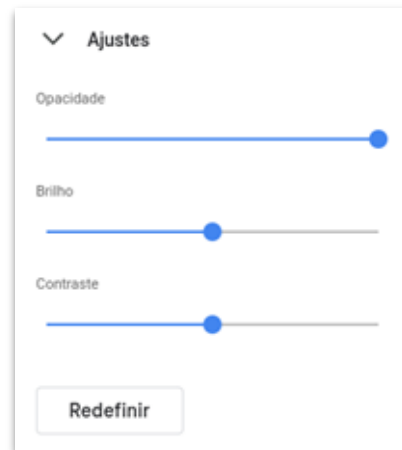 Ajustes
Opacidade
Brilho
Contraste
Redefinir